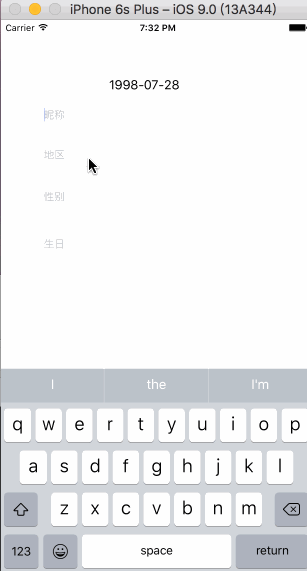 iPhone 6s Plus – iOS 9.0 (13A344)
Carrier 7:32 PM
1998-07-28
昵称
地区
性别
生日
I the I'm
q w e r t y u i o p
a s d f g h j k l
z x c v b n m
123 space return